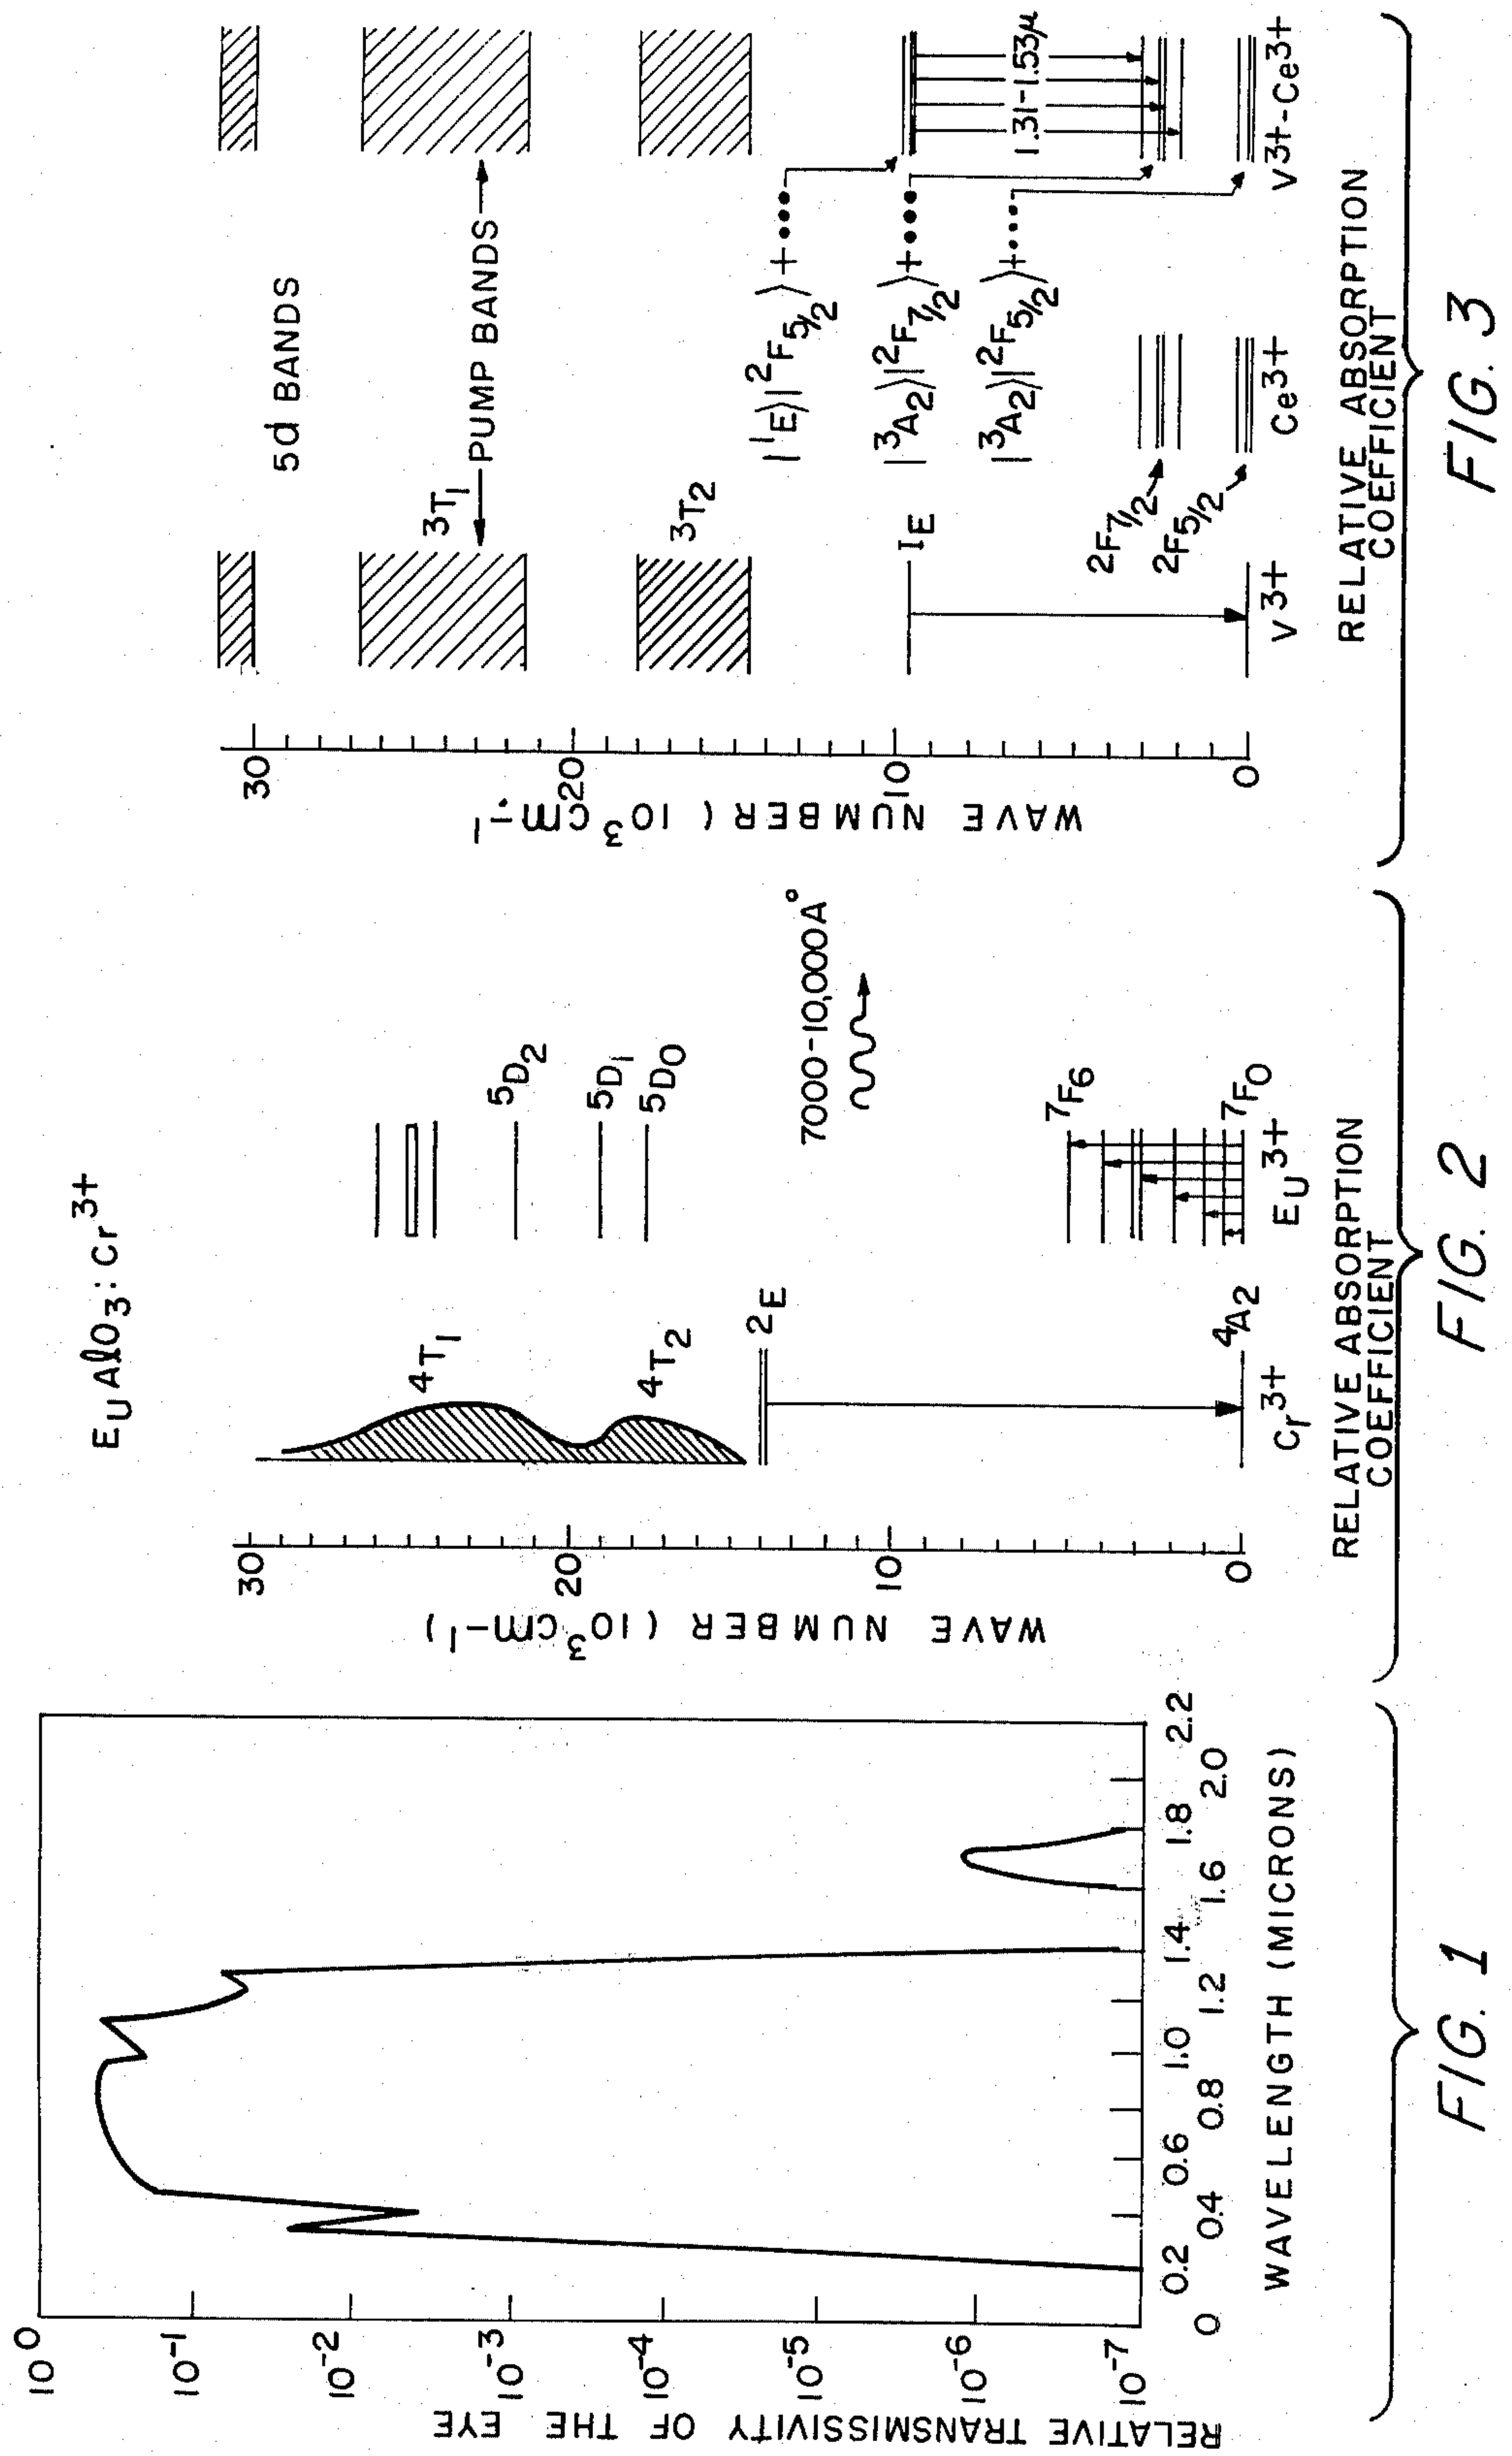 RELATIVE TRANSMISSIVITY OF THE EYE
10 0
10-1
10-2
10-3
10-4
10-5
10-6
10-7
0 0.2 0.4 0.6 0.8 1.0 1.2 1.4 1.6 1.8 2.0 2.2
WAVELENGTH (MICRONS)
FIG. 1
EU AlO3 : Cr 3+
WAVE NUMBER (10³cm-1)
30
20
10
0
4T1
4T2
2E
4A2
Cr3+
5D2
5D1
5D0
7000-10,000A°
7F6
7F0
EU3+
RELATIVE ABSORPTION
COEFFICIENT
FIG. 2
WAVE NUMBER (10³cm-1
30
20
10
0
5d BANDS
3T1
PUMP BANDS
3T2
1E
|1E⟩|2F5/2⟩+••••
|3A2⟩|2F7/2⟩+••••
|3A2⟩|2F5/2⟩+••••
1.31-1.53μ
2F7/2
2F5/2
V3+
Ce3+
V3+-Ce3+
RELATIVE ABSORPTION
COEFFICIENT
FIG. 3